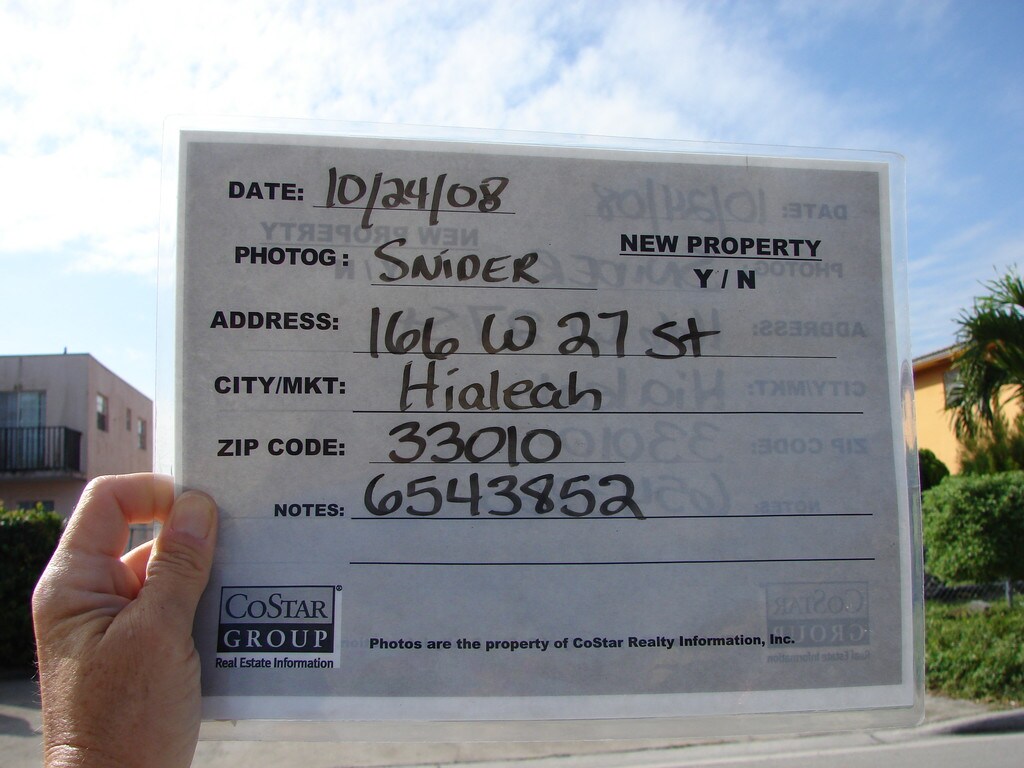 DATE: 10/24/08
PHOTOG: SNiDER
NEW PROPERTY
Y / N
ADDRESS: 166 W 27 St
CITY/MKT: Hialeah
ZIP CODE: 33010
NOTES: 6543852
COSTAR®
GROUP
Real Estate Information
Photos are the property of CoStar Realty Information, Inc.